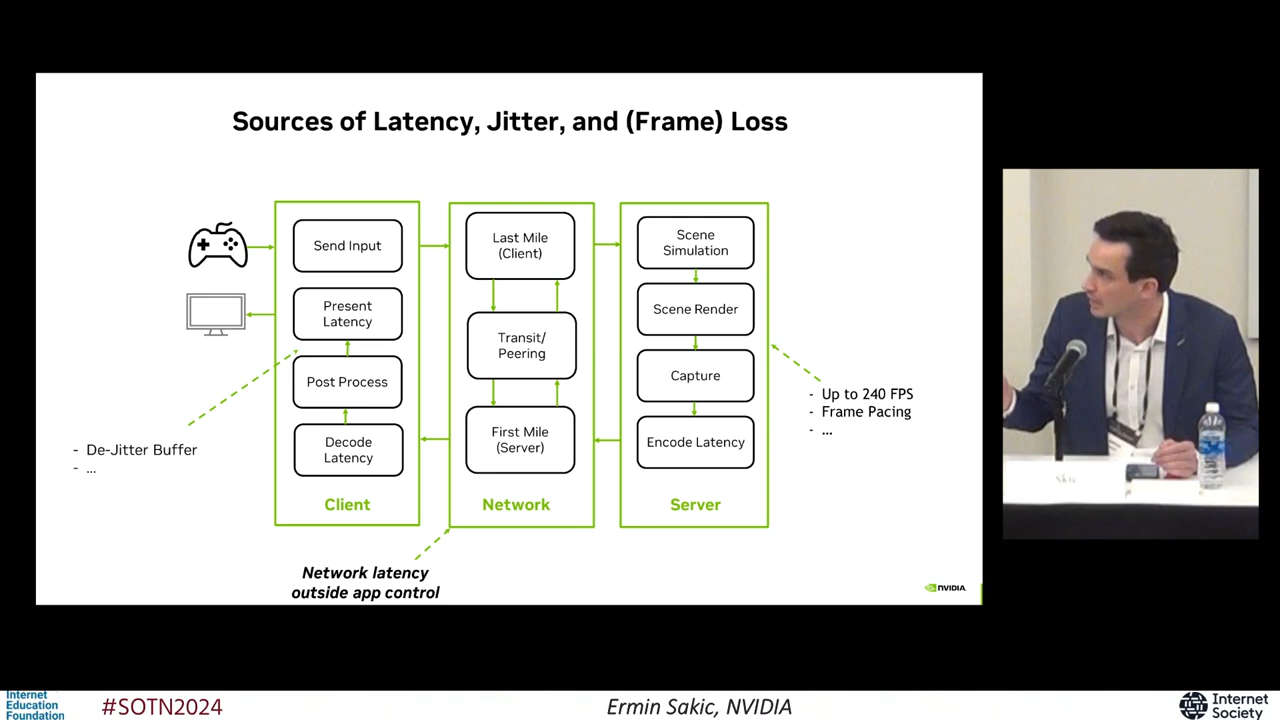 Sources of Latency, Jitter, and (Frame) Loss
Send Input
Present
Latency
Post Process
Decode
Latency
Client
Last Mile
(Client)
Transit/
Peering
First Mile
(Server)
Network
Scene
Simulation
Scene Render
Capture
Encode Latency
Server
- De-Jitter Buffer
- ...
- Up to 240 FPS
- Frame Pacing
- ...
Network latency
outside app control
NVIDIA
Internet
Education
Foundation
#SOTN2024
Ermin Sakic, NVIDIA
Internet
Society